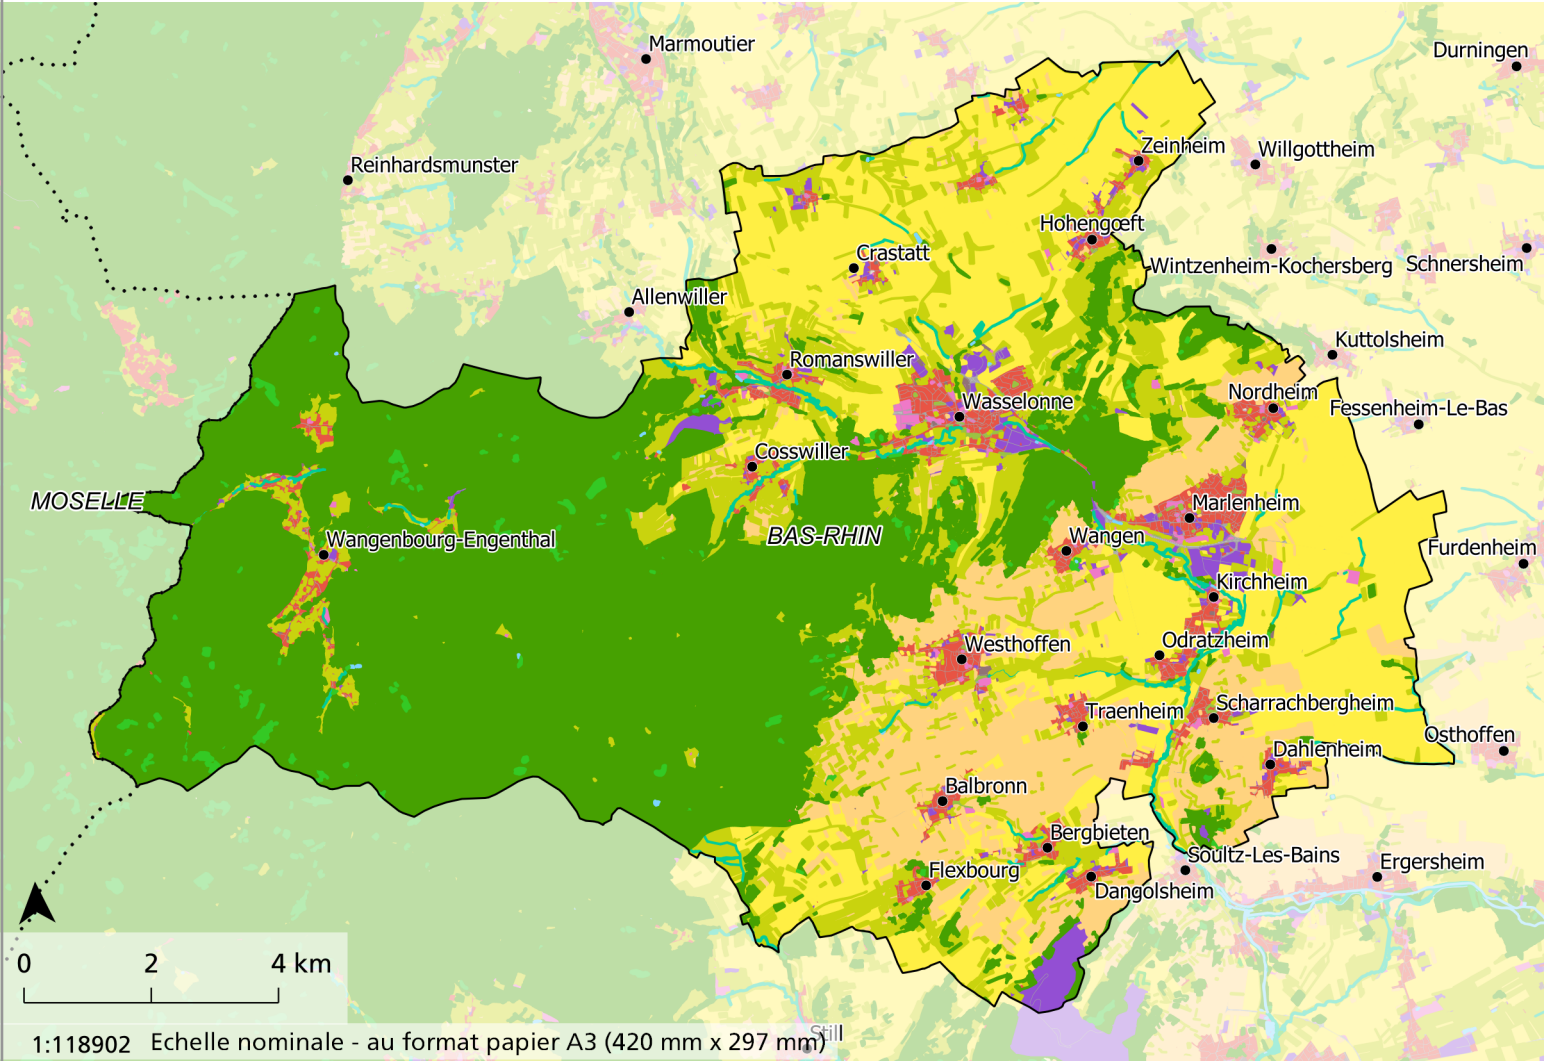 Marmoutier
Durningen
Zeinheim
Willgottheim
Reinhardsmunster
Hohengœft
Crastatt
Wintzenheim-Kochersberg
Schnersheim
Allenwiller
Kuttolsheim
Romanswiller
Nordheim
Wasselonne
Fessenheim-Le-Bas
Cosswiller
MOSELLE
Marlenheim
BAS-RHIN
Wangen
Wangenbourg-Engenthal
Furdenheim
Kirchheim
Westhoffen
Odratzheim
Scharrachbergheim
Traenheim
Osthoffen
Dahlenheim
Balbronn
Bergbieten
Soultz-Les-Bains
Ergersheim
Flexbourg
Dangolsheim
0 2 4 km
Still
1:118902 Echelle nominale - au format papier A3 (420 mm x 297 mm)